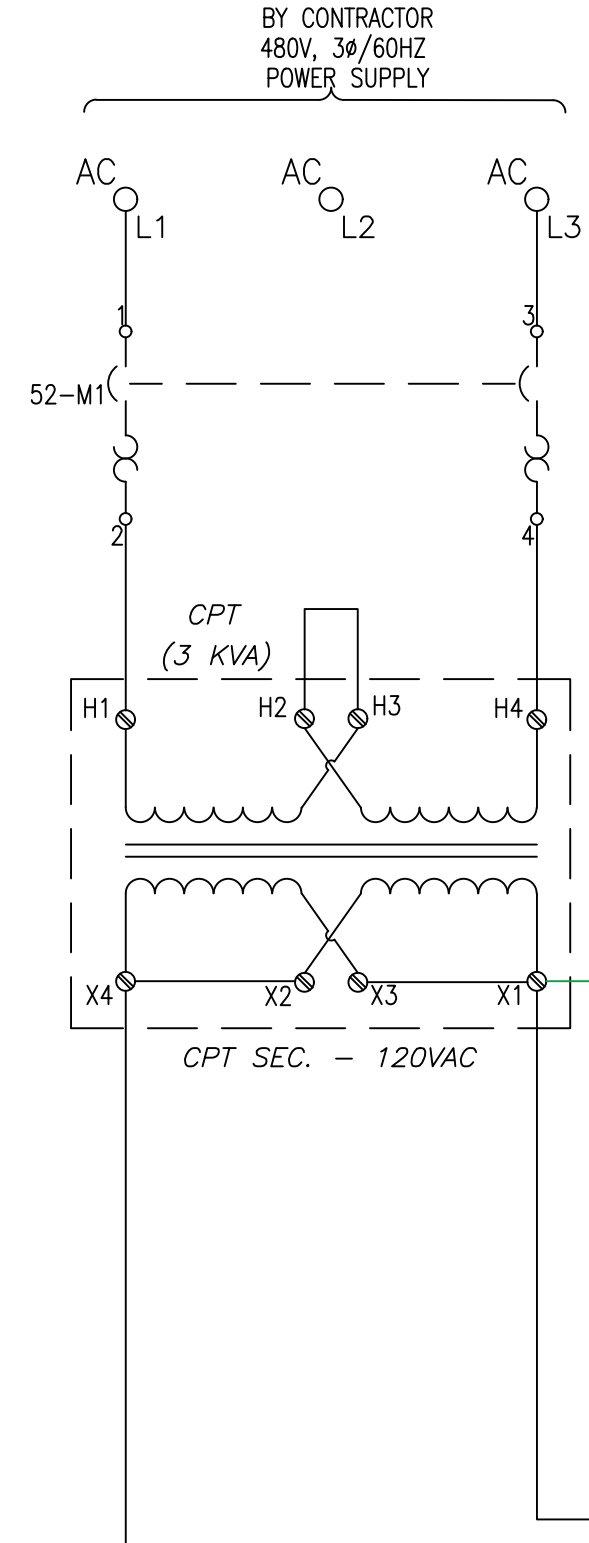 BY CONTRACTOR
480V, 3ø/60HZ
POWER SUPPLY
AC AC AC
L1 L2 L3
1 3
52-M1
2 4
CPT
(3 KVA)
H1 H2 H3 H4
X4 X2 X3 X1
CPT SEC. - 120VAC